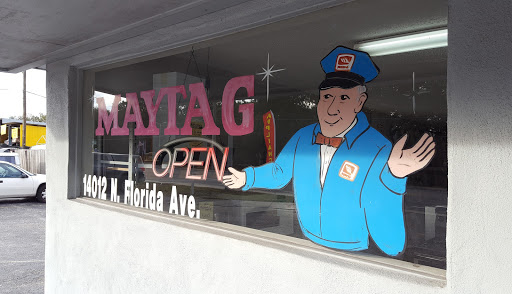 MAYTAG
OPEN
14012 N. Florida Ave.